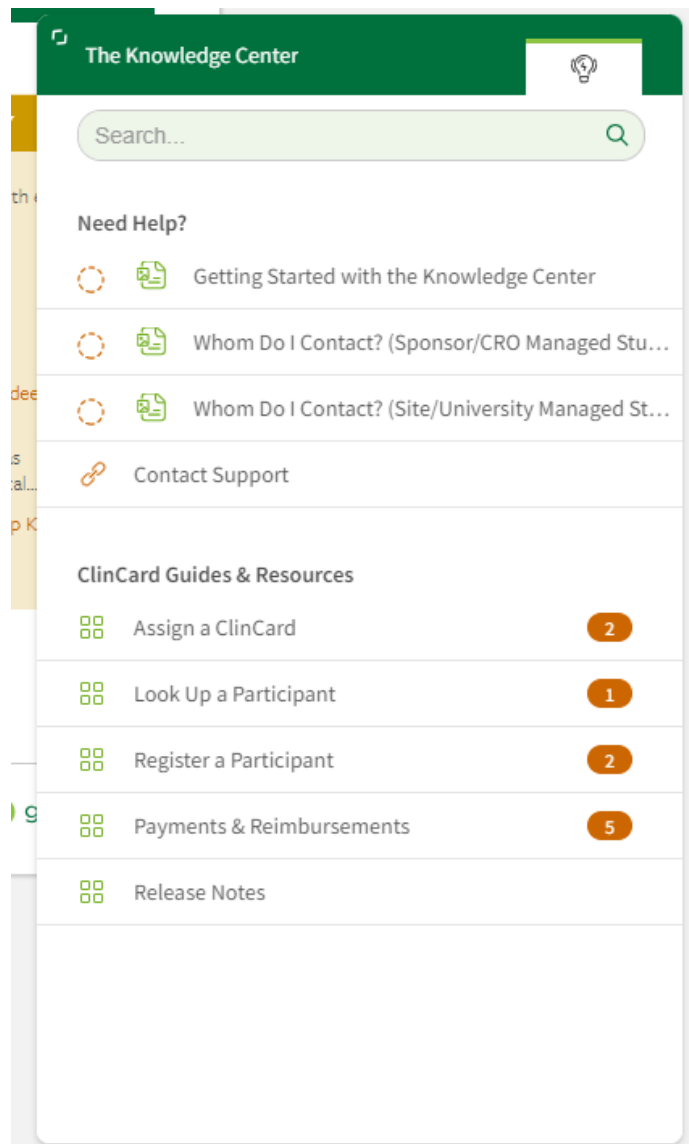 The Knowledge Center
Search...
Need Help?
Getting Started with the Knowledge Center
Whom Do I Contact? (Sponsor/CRO Managed Stu...
Whom Do I Contact? (Site/University Managed St...
Contact Support
ClinCard Guides & Resources
Assign a ClinCard 2
Look Up a Participant 1
Register a Participant 2
Payments & Reimbursements 5
Release Notes